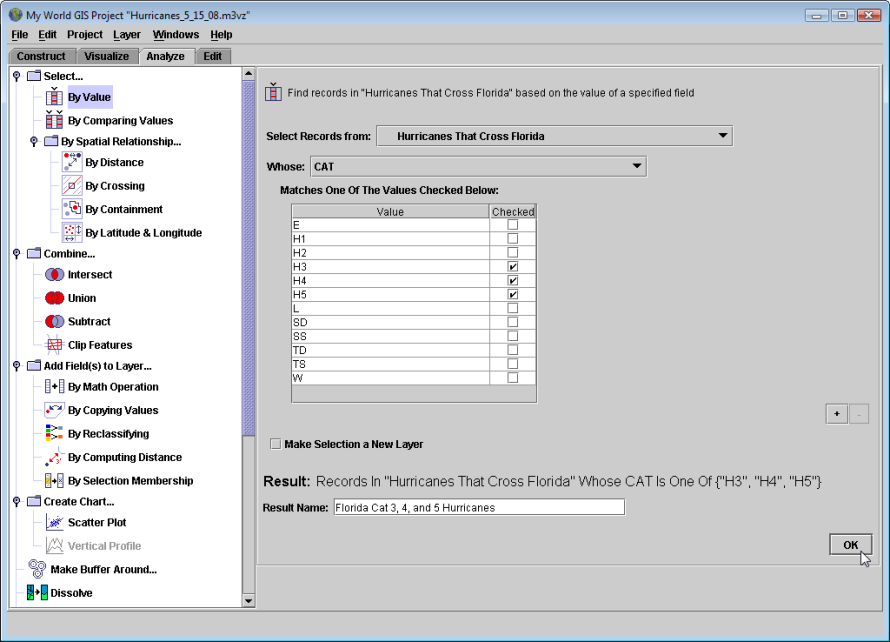 My World GIS Project "Hurricanes_5_15_08.m3vz"
File Edit Project Layer Windows Help
Construct Visualize Analyze Edit
Select...
By Value
By Comparing Values
By Spatial Relationship...
By Distance
By Crossing
By Containment
By Latitude & Longitude
Combine...
Intersect
Union
Subtract
Clip Features
Add Field(s) to Layer...
By Math Operation
By Copying Values
By Reclassifying
By Computing Distance
By Selection Membership
Create Chart...
Scatter Plot
Vertical Profile
Make Buffer Around...
Dissolve
Find records in "Hurricanes That Cross Florida" based on the value of a specified field
Select Records from: Hurricanes That Cross Florida
Whose: CAT
Matches One Of The Values Checked Below:
Value Checked
E
H1
H2
H3
H4
H5
L
SD
SS
TD
TS
W
+ -
Make Selection a New Layer
Result: Records In "Hurricanes That Cross Florida" Whose CAT Is One Of {"H3", "H4", "H5"}
Result Name: Florida Cat 3, 4, and 5 Hurricanes
OK